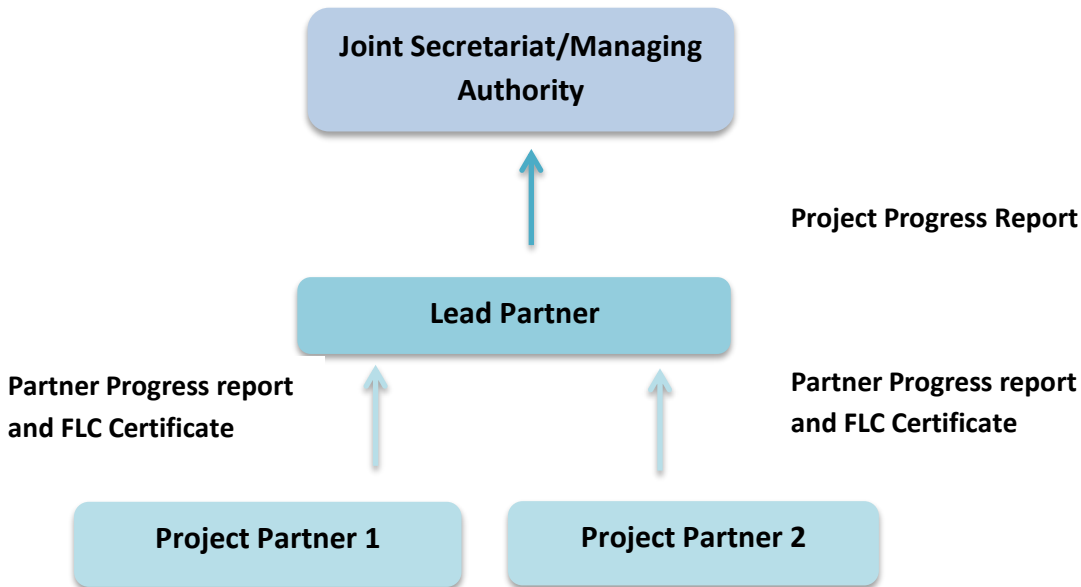 Joint Secretariat/Managing
Authority
Project Progress Report
Lead Partner
Partner Progress report
and FLC Certificate
Partner Progress report
and FLC Certificate
Project Partner 1
Project Partner 2